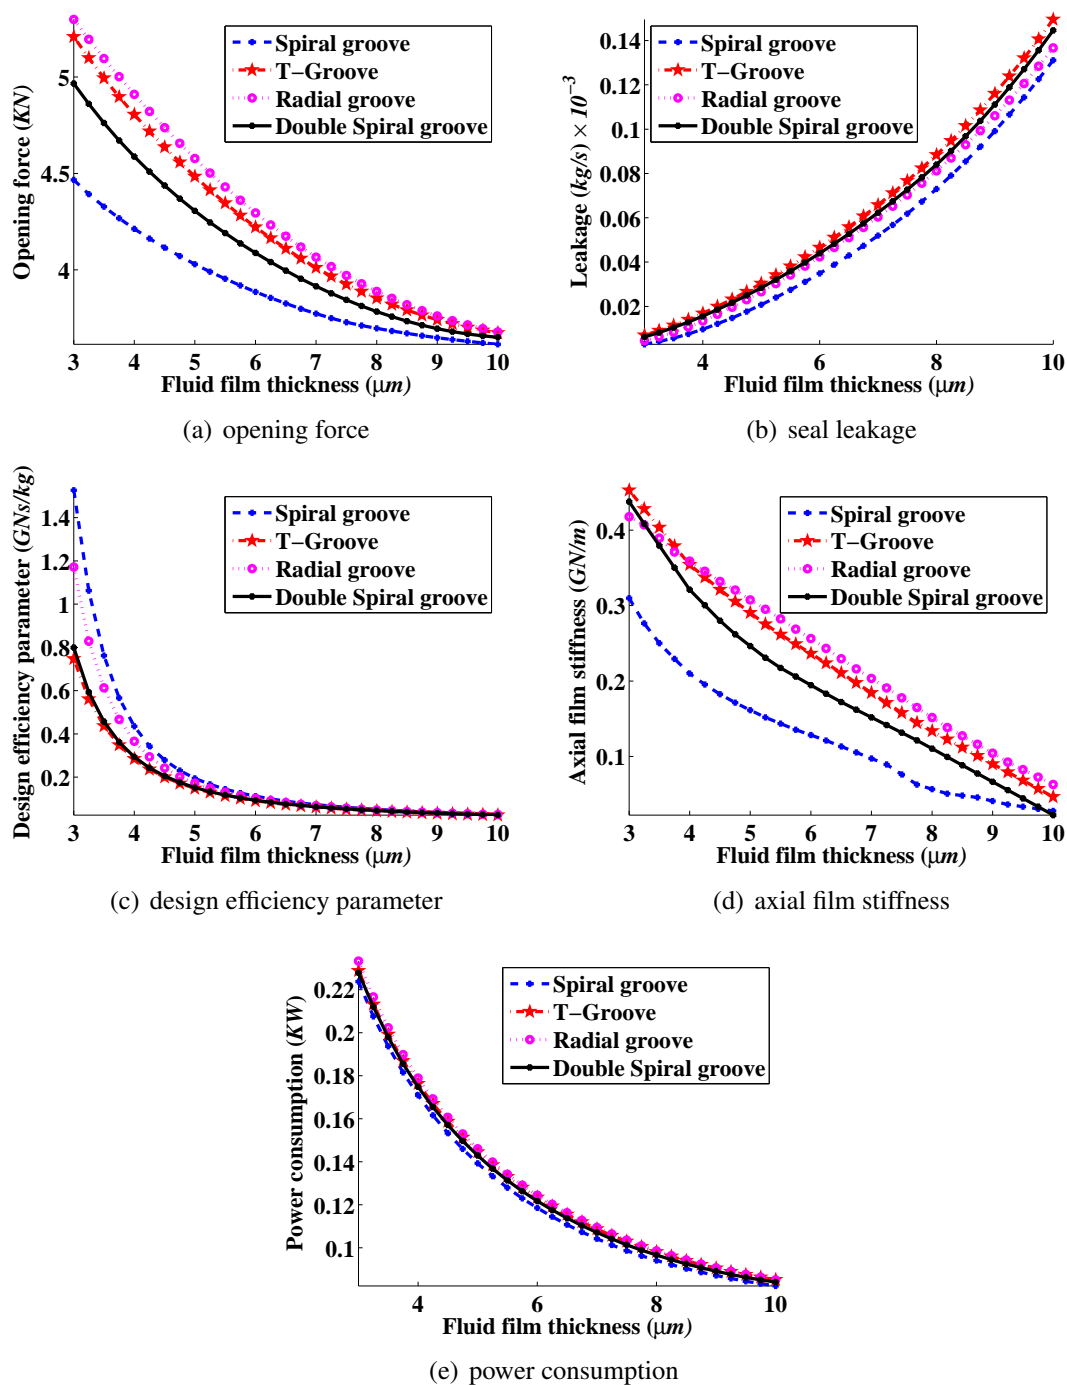 5
4.5
4
Opening force (KN)
3 4 5 6 7 8 9 10
Fluid film thickness (μm)
Spiral groove
T−Groove
Radial groove
Double Spiral groove
(a) opening force
0.14
0.12
0.1
0.08
0.06
0.04
0.02
Leakage (kg/s) × 10⁻³
4 6 8 10
Fluid film thickness (μm)
Spiral groove
T−Groove
Radial groove
Double Spiral groove
(b) seal leakage
1.4
1.2
1
0.8
0.6
0.4
0.2
Design efficiency parameter (GNs/kg)
3 4 5 6 7 8 9 10
Fluid film thickness (μm)
Spiral groove
T−Groove
Radial groove
Double Spiral groove
(c) design efficiency parameter
0.4
0.3
0.2
0.1
Axial film stiffness (GN/m)
3 4 5 6 7 8 9 10
Fluid film thickness (μm)
Spiral groove
T−Groove
Radial groove
Double Spiral groove
(d) axial film stiffness
0.22
0.2
0.18
0.16
0.14
0.12
0.1
Power consumption (KW)
4 6 8 10
Fluid film thickness (μm)
Spiral groove
T−Groove
Radial groove
Double Spiral groove
(e) power consumption